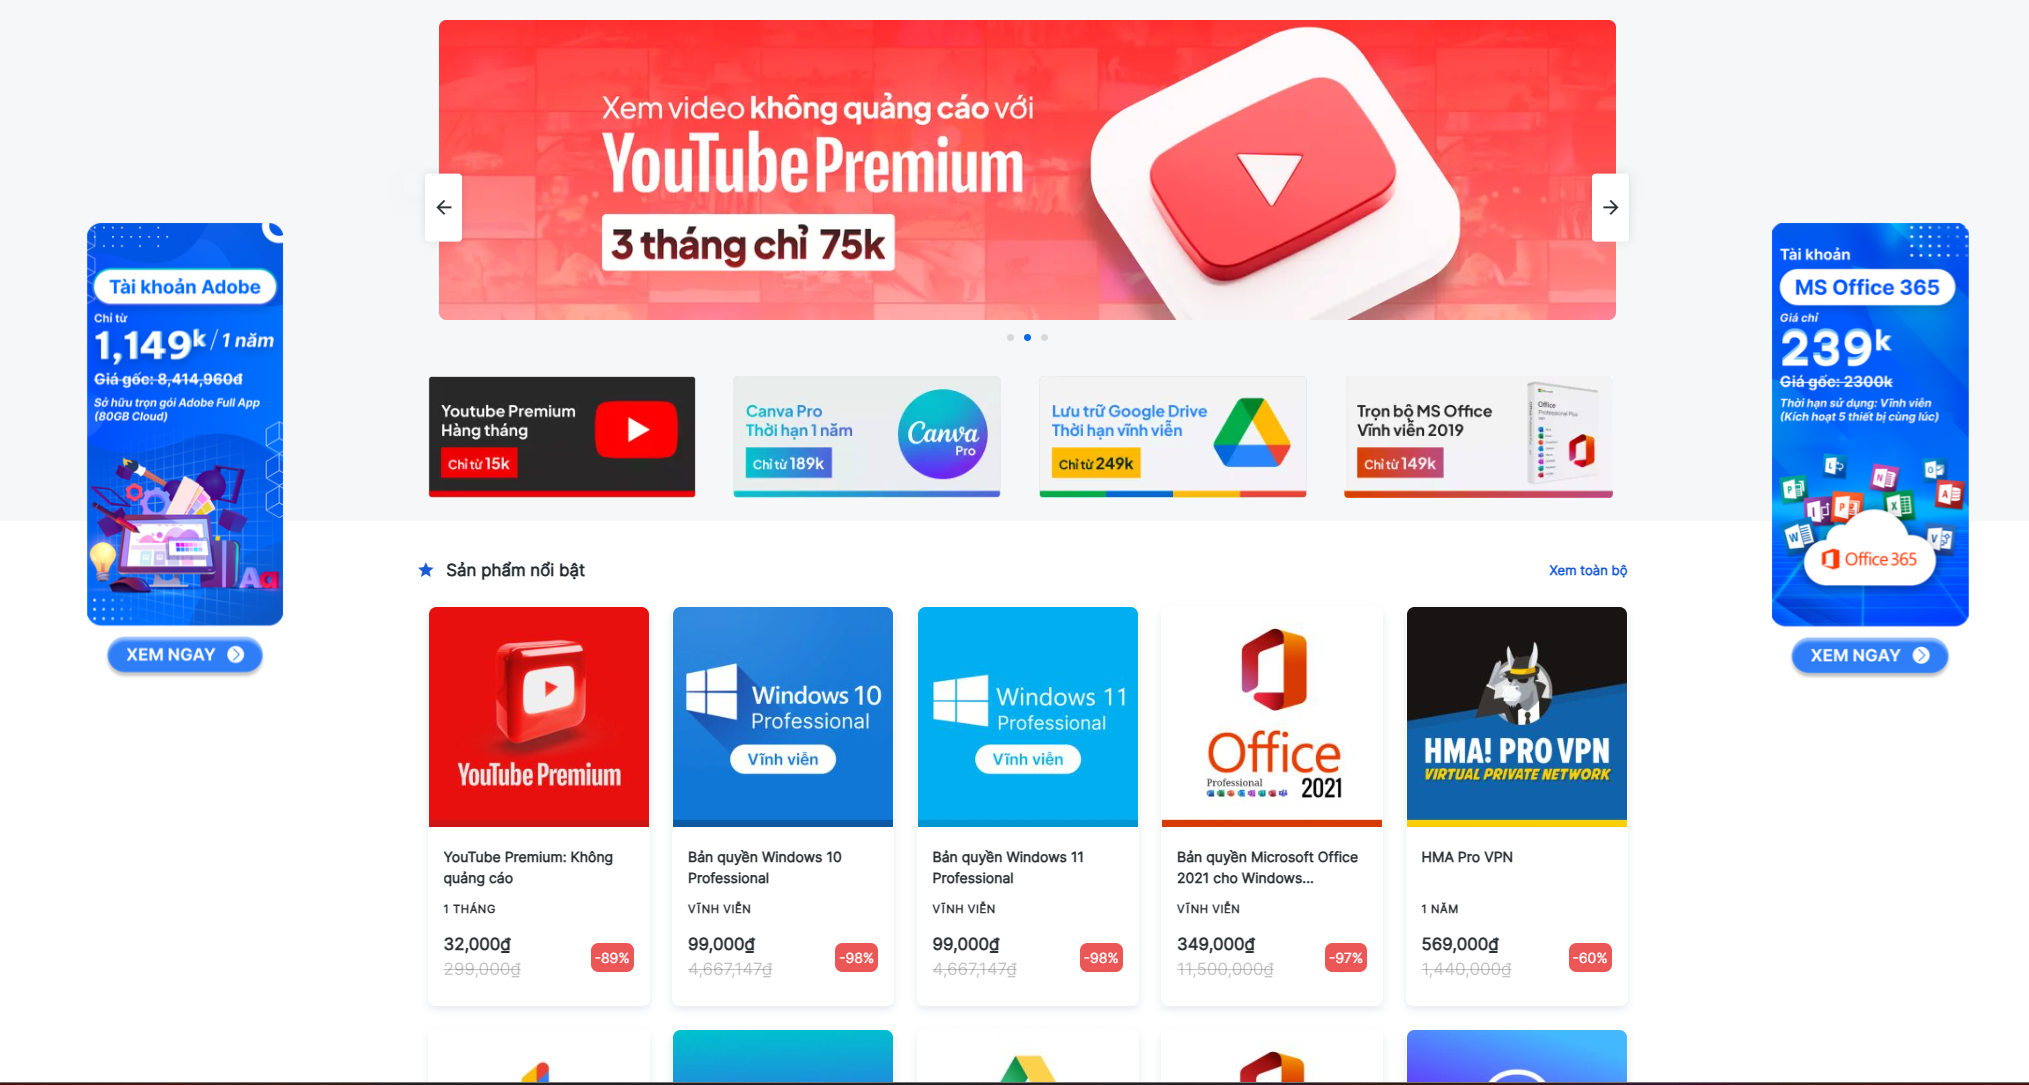 Xem video không quảng cáo với
YouTube Premium
3 tháng chỉ 75k
Tài khoản Adobe
Chỉ từ
1,149k / 1 năm
Giá gốc: 8,414,960đ
Sở hữu trọn gói Adobe Full App
(80GB Cloud)
Aa
XEM NGAY
Tài khoản
MS Office 365
Giá chỉ
239k
Giá gốc: 2300k
Thời hạn sử dụng: Vĩnh viễn
(Kích hoạt 5 thiết bị cùng lúc)
Office 365
XEM NGAY
Youtube Premium
Hàng tháng
Chỉ từ 15k
Canva Pro
Thời hạn 1 năm
Chỉ từ 189k
Canva
Pro
Lưu trữ Google Drive
Thời hạn vĩnh viễn
Chỉ từ 249k
Trọn bộ MS Office
Vĩnh viễn 2019
Chỉ từ 149k
Office
Professional Plus
Sản phẩm nổi bật
Xem toàn bộ
YouTube Premium
Windows 10
Professional
Vĩnh viễn
Windows 11
Professional
Vĩnh viễn
Office
Professional
2021
HMA! PRO VPN
VIRTUAL PRIVATE NETWORK
YouTube Premium: Không
quảng cáo
1 THÁNG
32,000₫
299,000₫
-89%
Bản quyền Windows 10
Professional
VĨNH VIỄN
99,000₫
4,667,147₫
-98%
Bản quyền Windows 11
Professional
VĨNH VIỄN
99,000₫
4,667,147₫
-98%
Bản quyền Microsoft Office
2021 cho Windows...
VĨNH VIỄN
349,000₫
11,500,000₫
-97%
HMA Pro VPN
1 NĂM
569,000₫
1,440,000₫
-60%